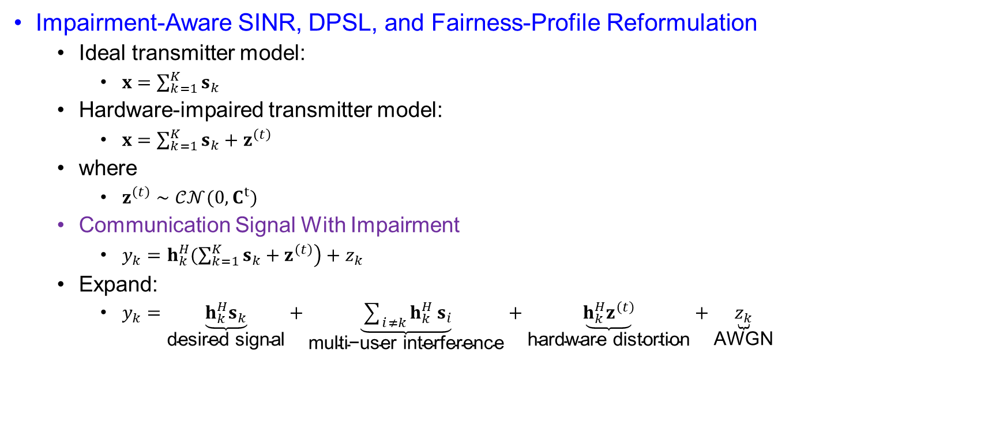 • Impairment-Aware SINR, DPSL, and Fairness-Profile Reformulation
• Ideal transmitter model:
• 𝐱 = ∑_{k=1}^{K} 𝐬_k
• Hardware-impaired transmitter model:
• 𝐱 = ∑_{k=1}^{K} 𝐬_k + 𝐳^{(t)}
• where
• 𝐳^{(t)} ~ 𝒞𝒩(0, 𝐂^t)
• Communication Signal With Impairment
• y_k = 𝐡_k^H(∑_{k=1}^{K} 𝐬_k + 𝐳^{(t)}) + z_k
• Expand:
• y_k = 𝐡_k^H 𝐬_k + ∑_{i≠k} 𝐡_k^H 𝐬_i + 𝐡_k^H 𝐳^{(t)} + z_k
desired signal multi−user interference hardware distortion AWGN